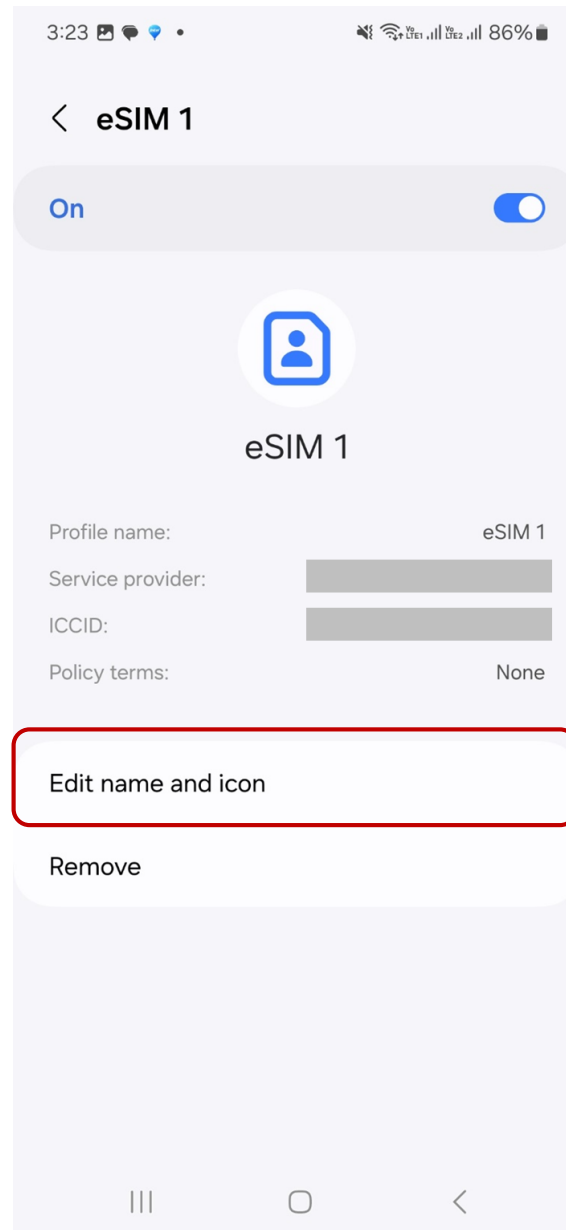 3:23 86%
eSIM 1
On
eSIM 1
Profile name: eSIM 1
Service provider:
ICCID:
Policy terms: None
Edit name and icon
Remove